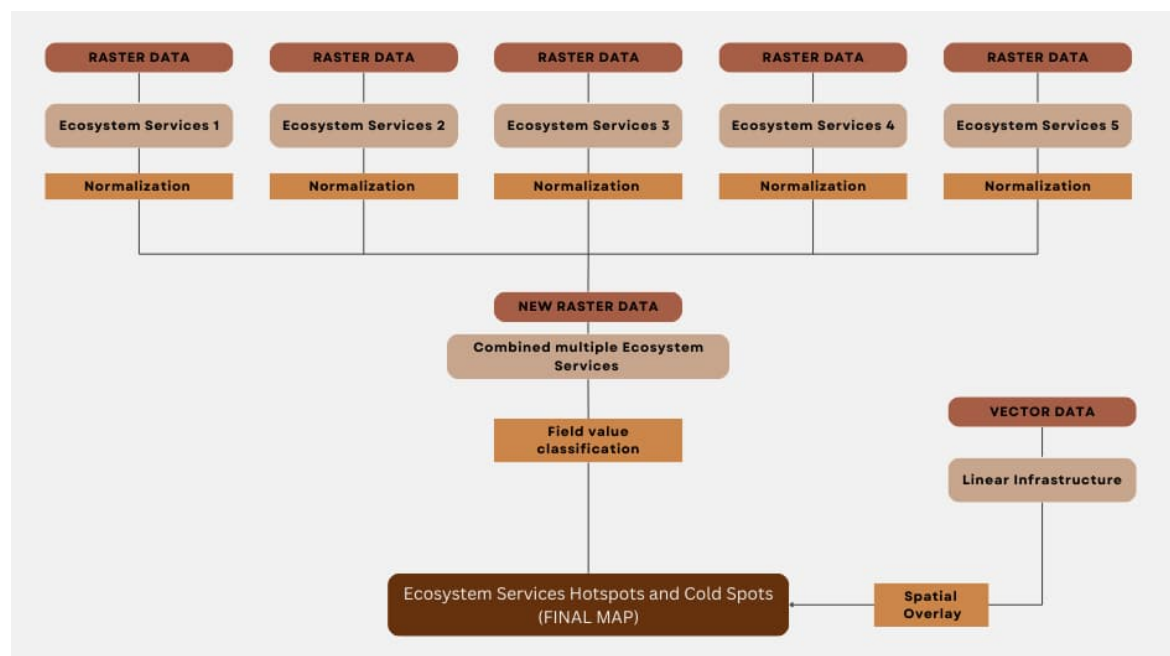 RASTER DATA
RASTER DATA
RASTER DATA
RASTER DATA
RASTER DATA
Ecosystem Services 1
Ecosystem Services 2
Ecosystem Services 3
Ecosystem Services 4
Ecosystem Services 5
Normalization
Normalization
Normalization
Normalization
Normalization
NEW RASTER DATA
Combined multiple Ecosystem
Services
Field value
classification
VECTOR DATA
Linear Infrastructure
Spatial
Overlay
Ecosystem Services Hotspots and Cold Spots
(FINAL MAP)